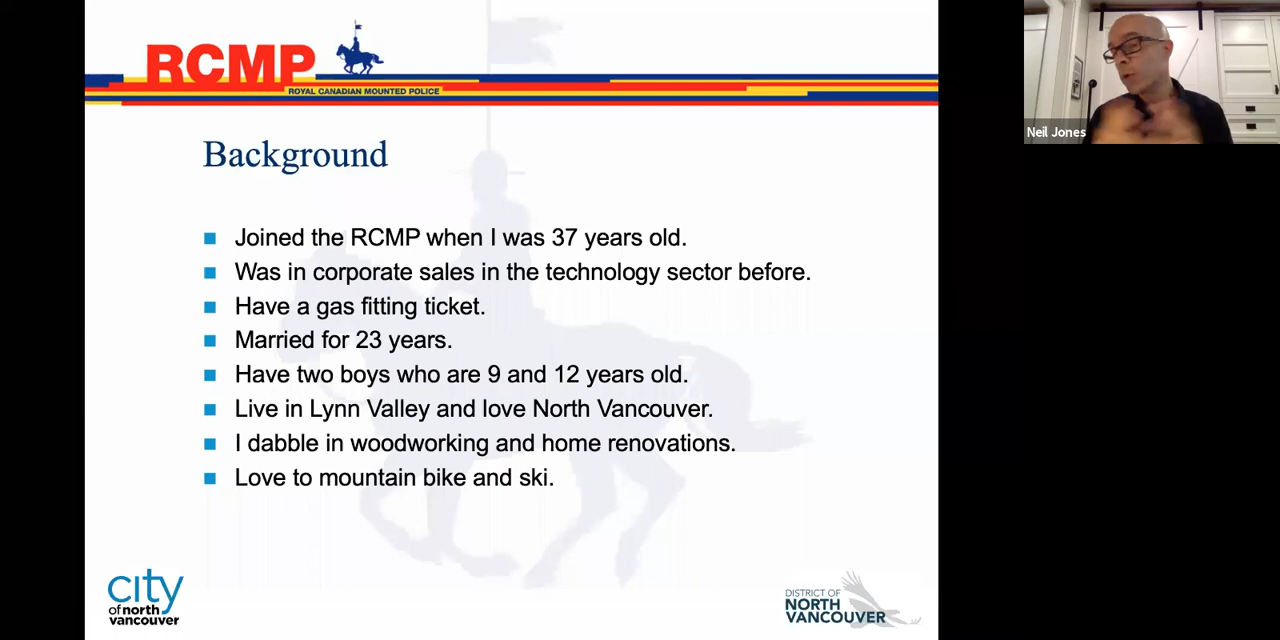 RCMP
ROYAL CANADIAN MOUNTED POLICE
Neil Jones
Background
Joined the RCMP when I was 37 years old.
Was in corporate sales in the technology sector before.
Have a gas fitting ticket.
Married for 23 years.
Have two boys who are 9 and 12 years old.
Live in Lynn Valley and love North Vancouver.
I dabble in woodworking and home renovations.
Love to mountain bike and ski.
city
of north
vancouver
DISTRICT OF
NORTH
VANCOUVER